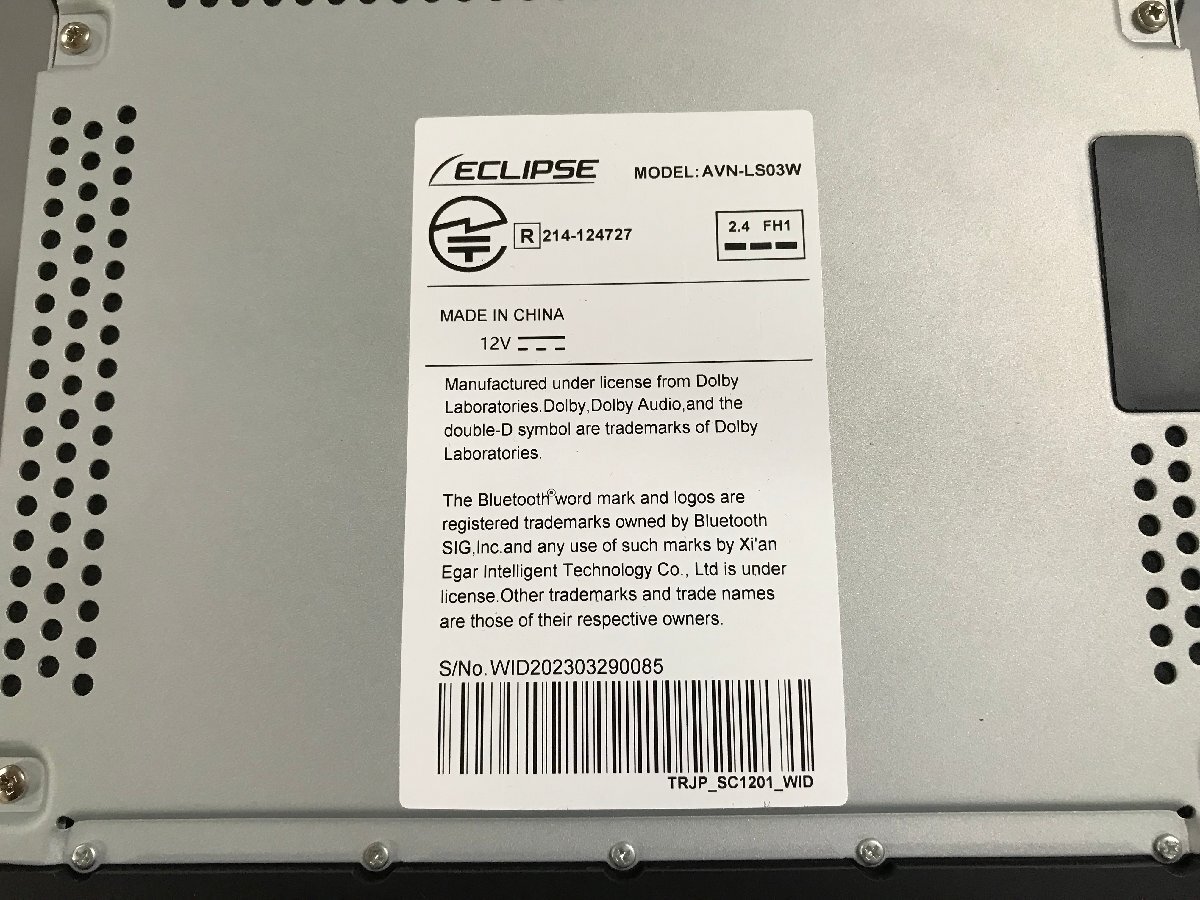 ECLIPSE MODEL:AVN-LS03W
R 214-124727 2.4 FH1
MADE IN CHINA
12V
Manufactured under license from Dolby
Laboratories.Dolby,Dolby Audio,and the
double-D symbol are trademarks of Dolby
Laboratories.
The Bluetooth® word mark and logos are
registered trademarks owned by Bluetooth
SIG,Inc.and any use of such marks by Xi'an
Egar Intelligent Technology Co., Ltd is under
license.Other trademarks and trade names
are those of their respective owners.
S/No.WID202303290085
TRJP_SC1201_WID